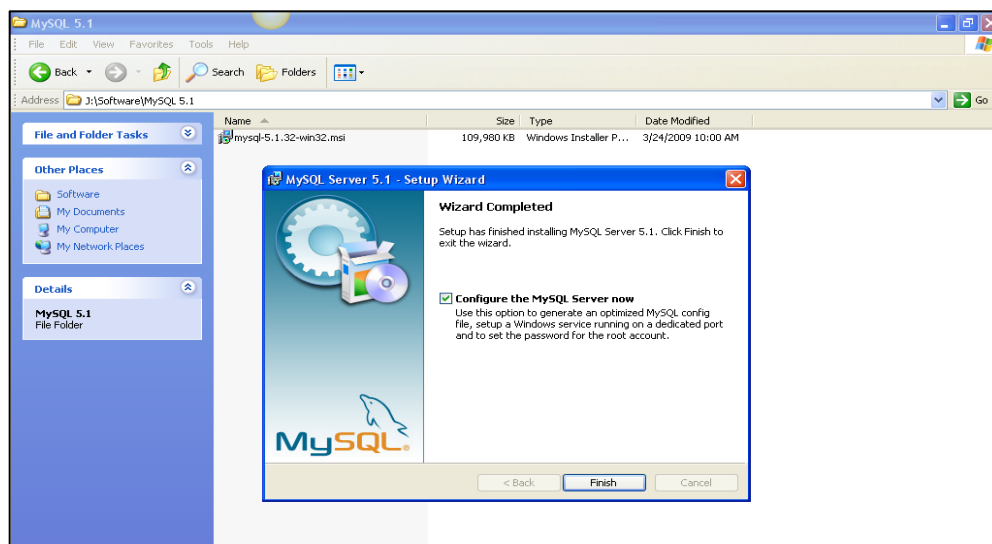 MySQL 5.1
File Edit View Favorites Tools Help
Back Search Folders
Address J:\Software\MySQL 5.1 Go
Name Size Type Date Modified
mysql-5.1.32-win32.msi 109,980 KB Windows Installer P... 3/24/2009 10:00 AM
File and Folder Tasks
Other Places
Software
My Documents
My Computer
My Network Places
Details
MySQL 5.1
File Folder
MySQL Server 5.1 - Setup Wizard
Wizard Completed
Setup has finished installing MySQL Server 5.1. Click Finish to
exit the wizard.
Configure the MySQL Server now
Use this option to generate an optimized MySQL config
file, setup a Windows service running on a dedicated port
and to set the password for the root account.
MySQL
< Back Finish Cancel